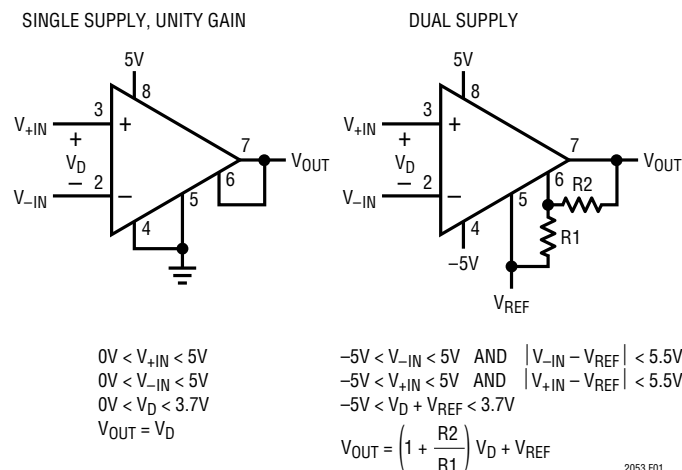 SINGLE SUPPLY, UNITY GAIN
5V
8
3
V+IN
+
+
VD
7
VOUT
–
6
V–IN
2
–
5
4
0V < V+IN < 5V
0V < V–IN < 5V
0V < VD < 3.7V
VOUT = VD
DUAL SUPPLY
5V
8
3
V+IN
+
+
VD
7
VOUT
–
6
R2
V–IN
2
–
5
4
R1
–5V
VREF
–5V < V–IN < 5V AND |V–IN – VREF| < 5.5V
–5V < V+IN < 5V AND |V+IN – VREF| < 5.5V
–5V < VD + VREF < 3.7V
VOUT = (1 + R2/R1) VD + VREF
2053 F01